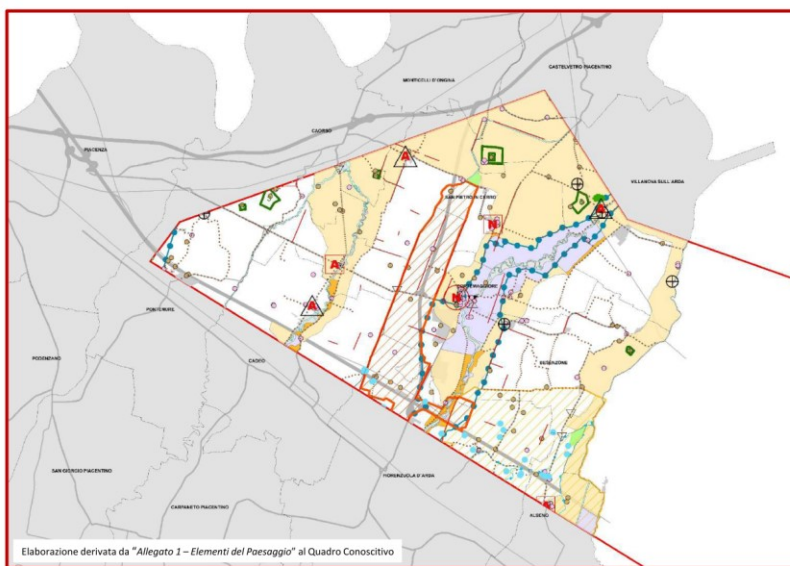 CASTELVETRO PIACENTINO
MONTICELLI D'ONGINA
CAORSO
PIACENZA
VILLANOVA SULL'ARDA
SAN PIETRO IN CERRO
A
N
A
N
A
PONTENURE
BESENZONE
CADEO
PODENZANO
FIORENZUOLA D'ARDA
SAN GIORGIO PIACENTINO
CARPANETO PIACENTINO
ALSENO
Elaborazione derivata da "Allegato 1 – Elementi del Paesaggio" al Quadro Conoscitivo